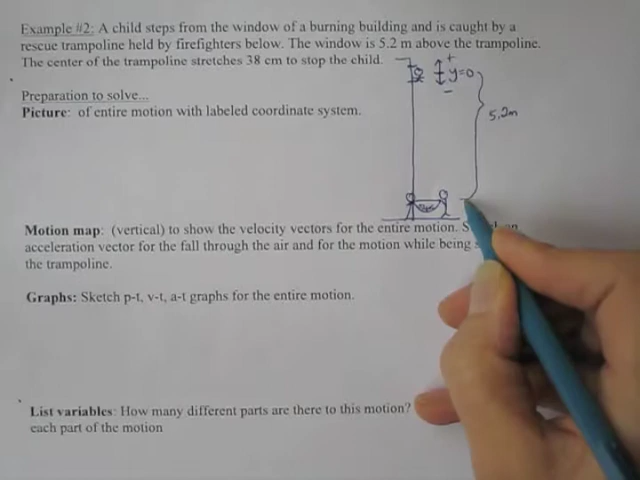 Example #2: A child steps from the window of a burning building and is caught by a
rescue trampoline held by firefighters below. The window is 5.2 m above the trampoline.
The center of the trampoline stretches 38 cm to stop the child.
+
y=0
-
5.2m
Preparation to solve...
Picture: of entire motion with labeled coordinate system.
Motion map: (vertical) to show the velocity vectors for the entire motion.
acceleration vector for the fall through the air and for the motion while being
the trampoline.
Graphs: Sketch p-t, v-t, a-t graphs for the entire motion.
List variables: How many different parts are there to this motion?
each part of the motion